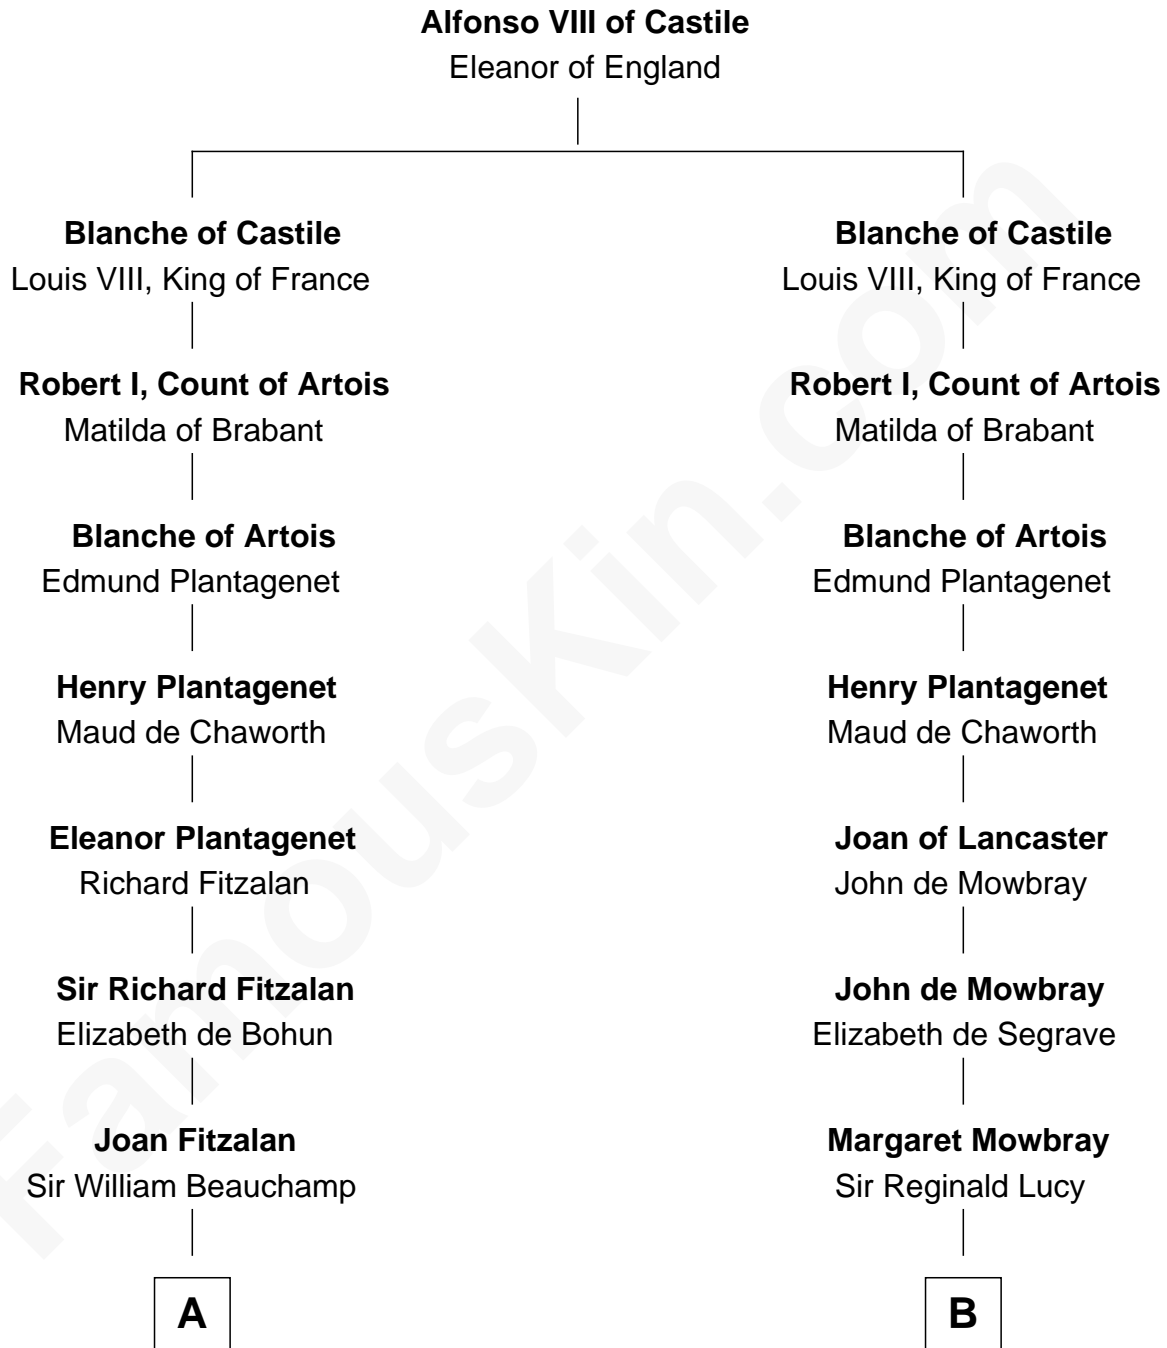 Alfonso VIII of Castile
Eleanor of England
Blanche of Castile
Louis VIII, King of France
Robert I, Count of Artois
Matilda of Brabant
Blanche of Artois
Edmund Plantagenet
Henry Plantagenet
Maud de Chaworth
Eleanor Plantagenet
Richard Fitzalan
Sir Richard Fitzalan
Elizabeth de Bohun
Joan Fitzalan
Sir William Beauchamp
A
Blanche of Castile
Louis VIII, King of France
Robert I, Count of Artois
Matilda of Brabant
Blanche of Artois
Edmund Plantagenet
Henry Plantagenet
Maud de Chaworth
Joan of Lancaster
John de Mowbray
John de Mowbray
Elizabeth de Segrave
Margaret Mowbray
Sir Reginald Lucy
B
FamousKin.com